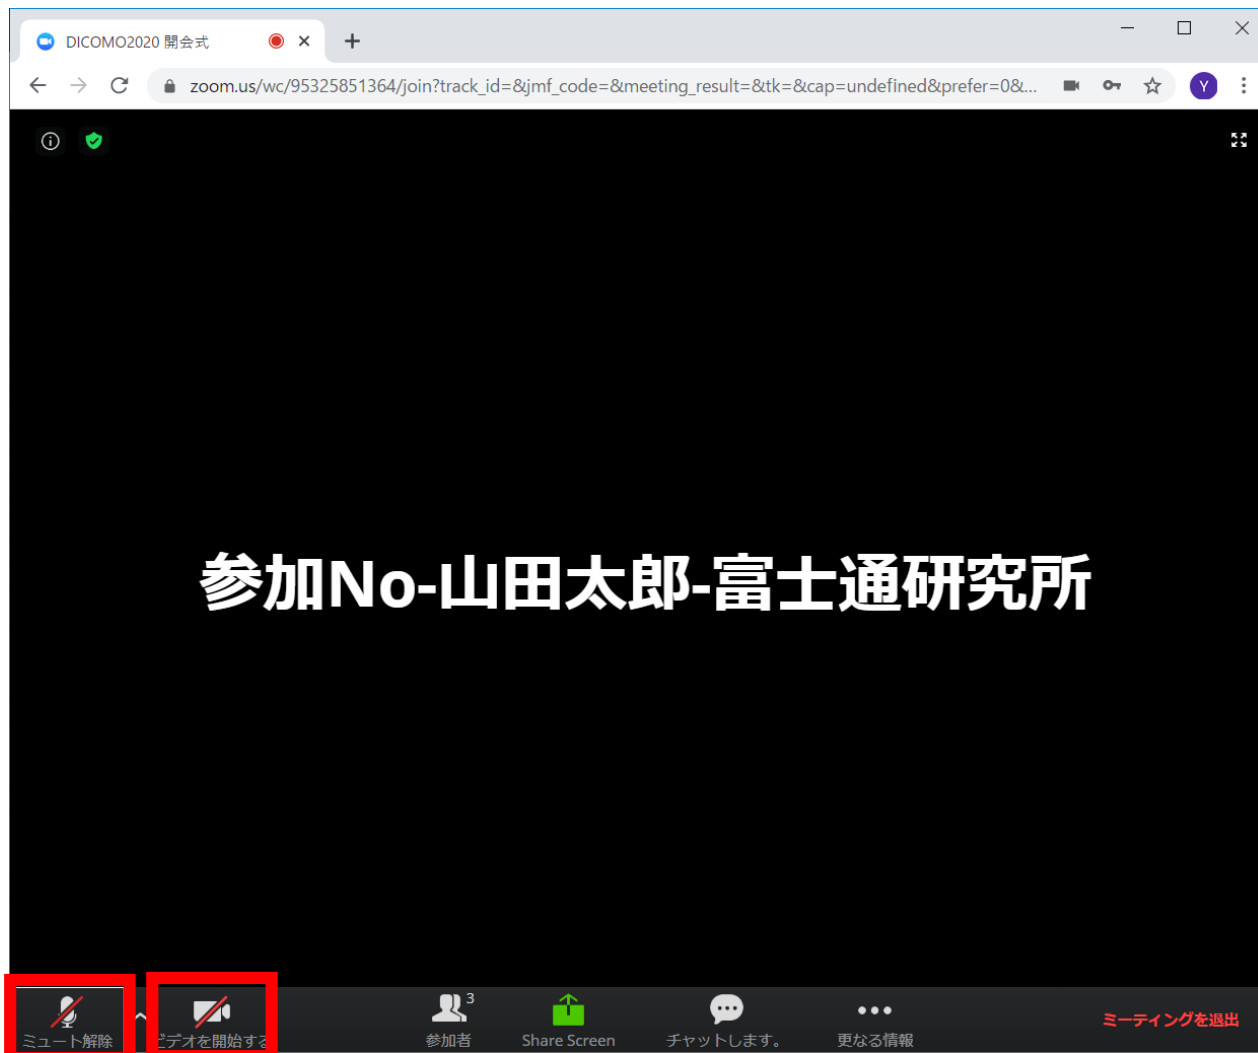 DICOMO2020 開会式
zoom.us/wc/95325851364/join?track_id=&jmf_code=&meeting_result=&tk=&cap=undefined&prefer=0&...
Y
参加No-山田太郎-富士通研究所
3
ミュート解除 ビデオを開始する 参加者 Share Screen チャットします。 更なる情報 ミーティングを退出